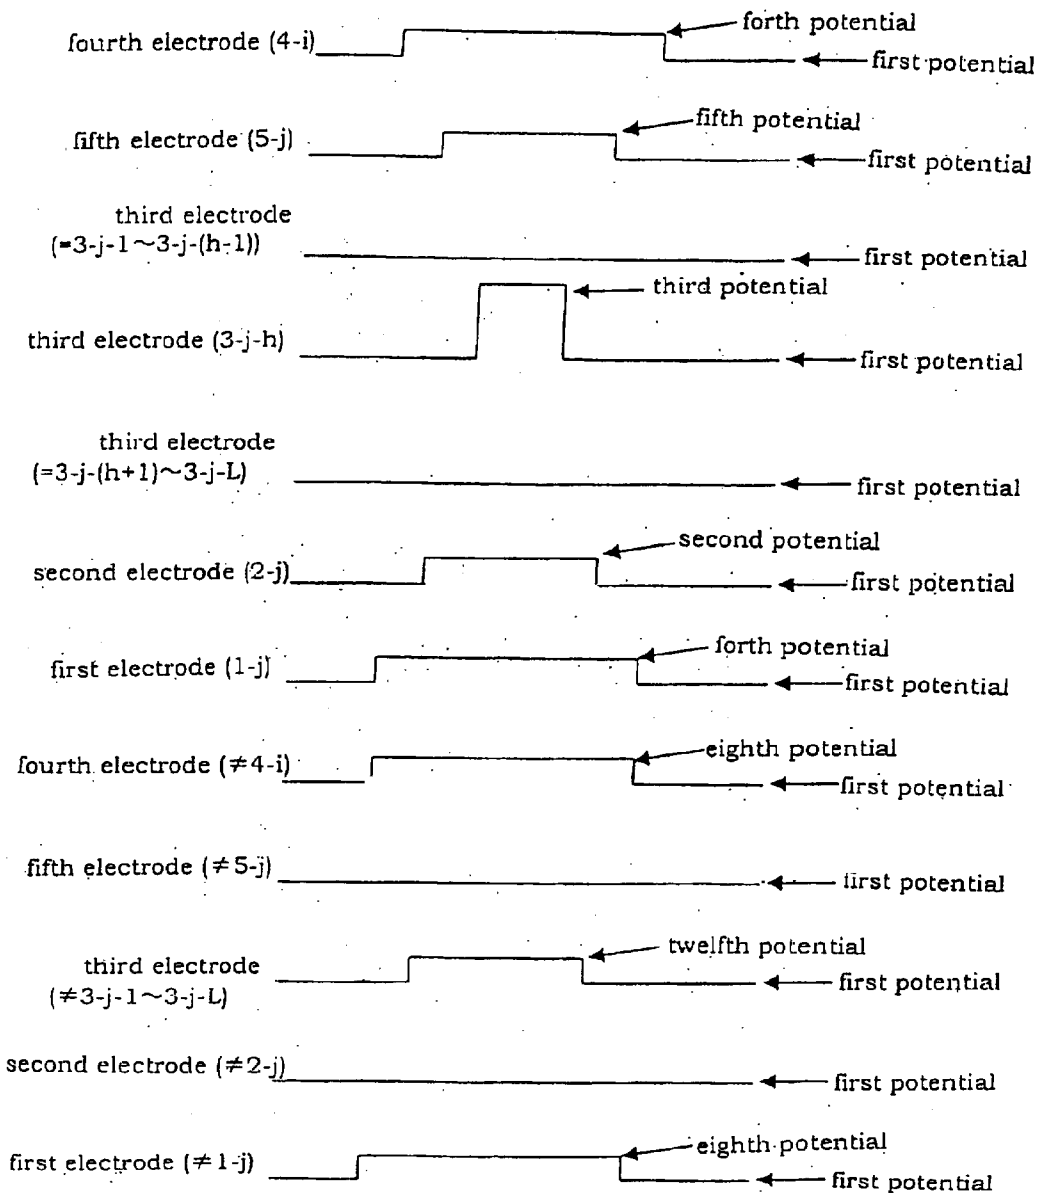 fourth electrode (4-i)
forth potential
first potential
fifth electrode (5-j)
fifth potential
first potential
third electrode
(=3-j-1~3-j-(h-1))
first potential
third potential
third electrode (3-j-h)
first potential
third electrode
(=3-j-(h+1)~3-j-L)
first potential
second electrode (2-j)
second potential
first potential
first electrode (1-j)
forth potential
first potential
fourth electrode (≠4-i)
eighth potential
first potential
fifth electrode (≠5-j)
first potential
third electrode
(≠3-j-1~3-j-L)
twelfth potential
first potential
second electrode (≠2-j)
first potential
first electrode (≠1-j)
eighth potential
first potential